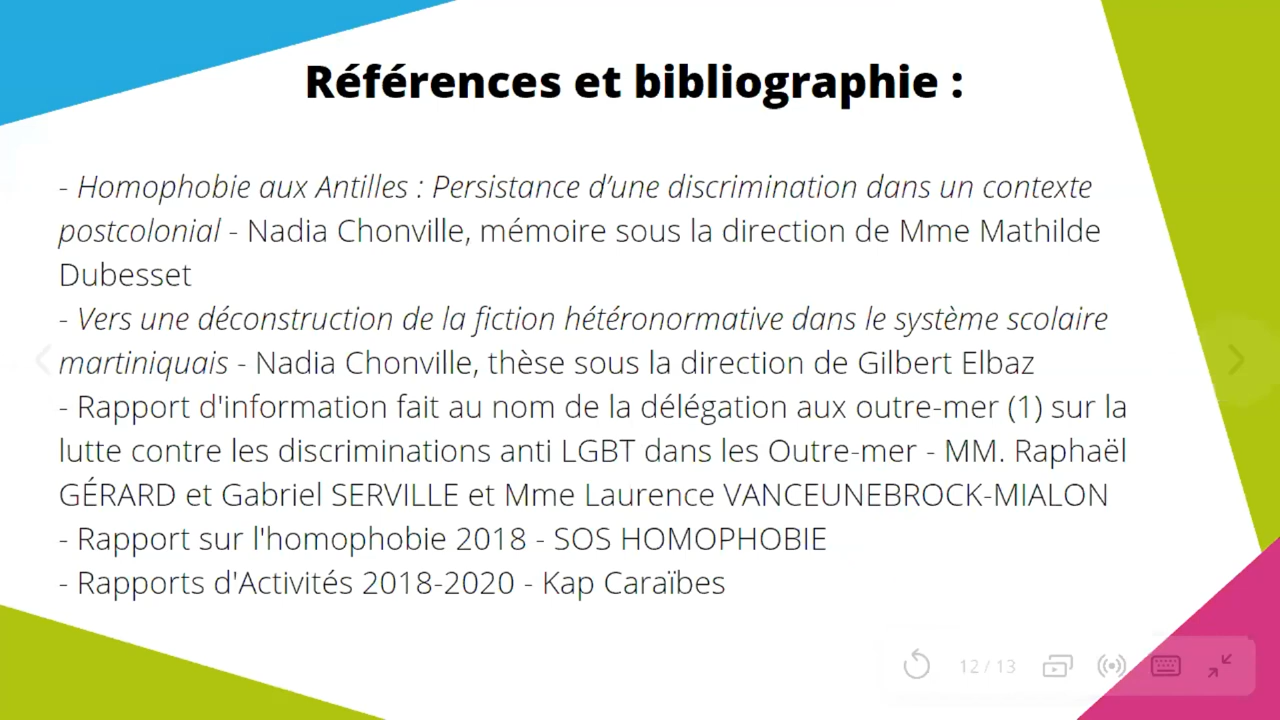 Références et bibliographie :
- Homophobie aux Antilles : Persistance d’une discrimination dans un contexte
postcolonial - Nadia Chonville, mémoire sous la direction de Mme Mathilde
Dubesset
- Vers une déconstruction de la fiction hétéronormative dans le système scolaire
martiniquais - Nadia Chonville, thèse sous la direction de Gilbert Elbaz
- Rapport d'information fait au nom de la délégation aux outre-mer (1) sur la
lutte contre les discriminations anti LGBT dans les Outre-mer - MM. Raphaël
GÉRARD et Gabriel SERVILLE et Mme Laurence VANCEUNEBROCK-MIALON
- Rapport sur l'homophobie 2018 - SOS HOMOPHOBIE
- Rapports d'Activités 2018-2020 - Kap Caraïbes
12 / 13